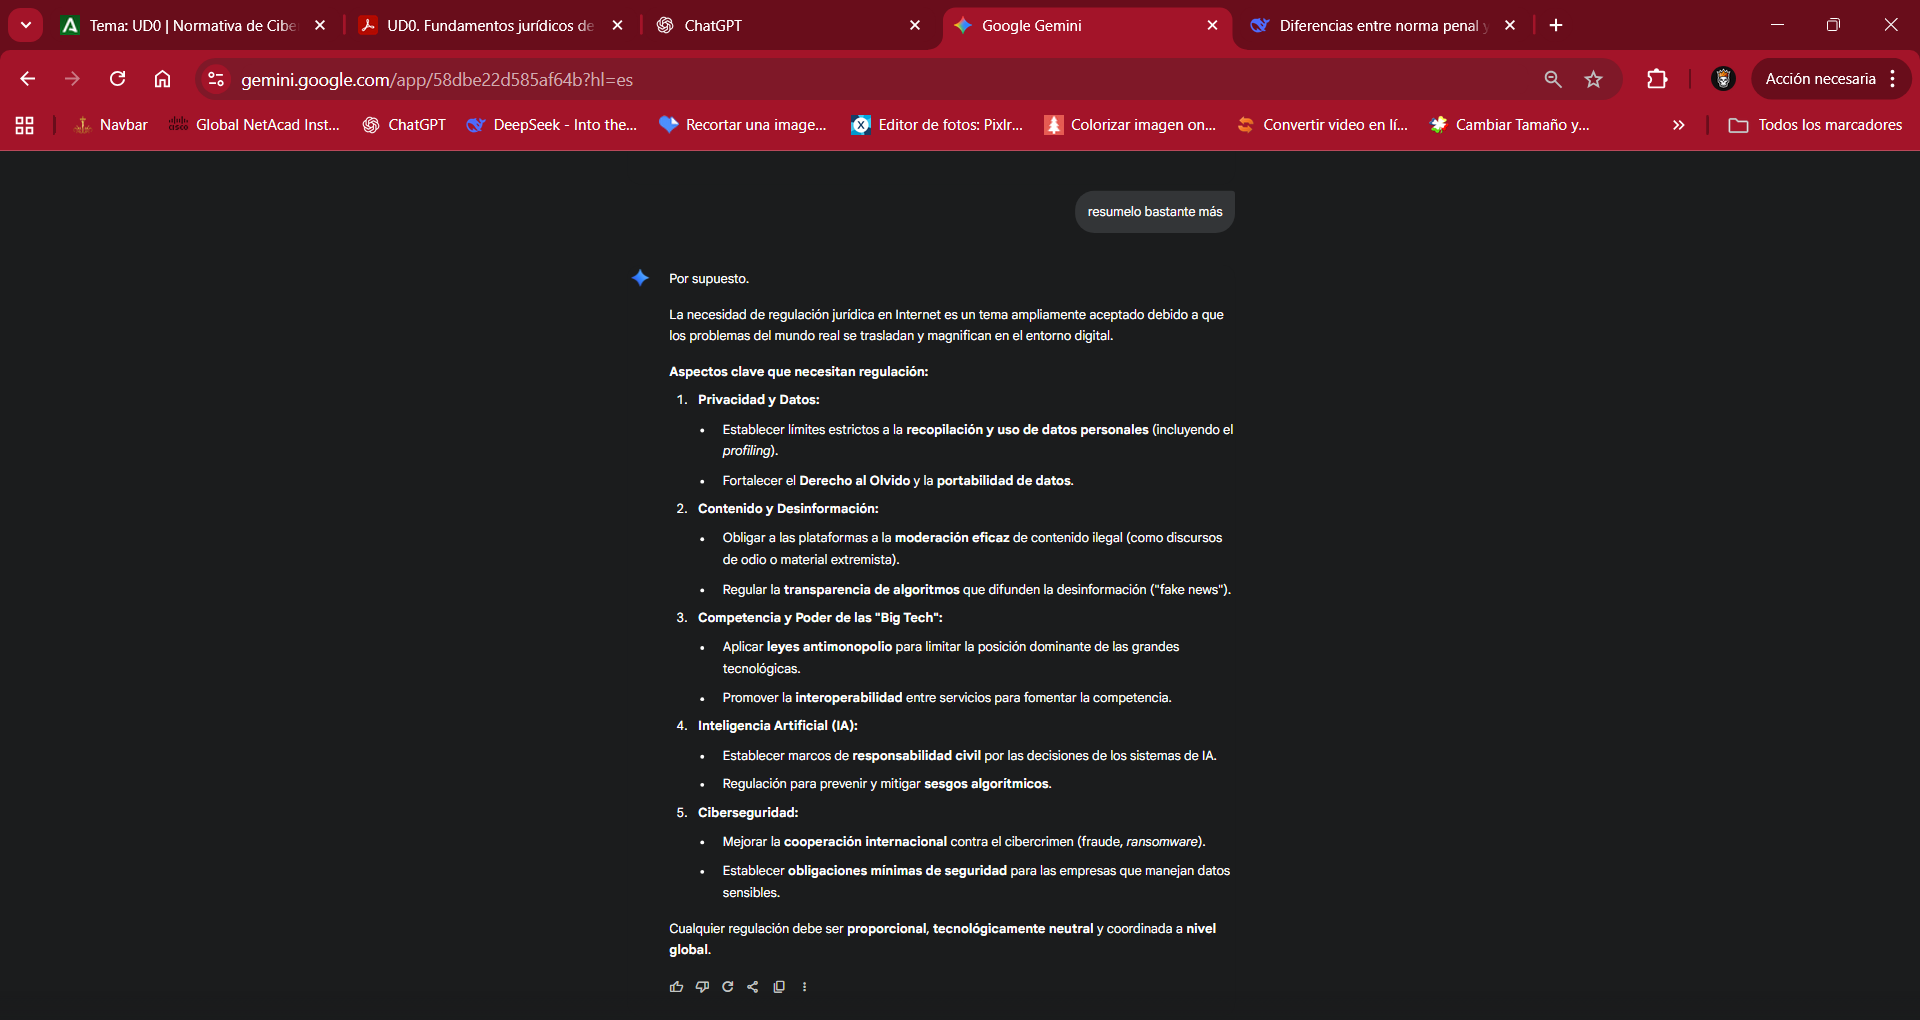 Tema: UD0 | Normativa de Cibe
UD0. Fundamentos jurídicos de
ChatGPT
Google Gemini
Diferencias entre norma penal y
gemini.google.com/app/58dbe22d585af64b?hl=es
Acción necesaria
Navbar
Global NetAcad Inst...
ChatGPT
DeepSeek - Into the...
Recortar una image...
Editor de fotos: Pixlr...
Colorizar imagen on...
Convertir video en lí...
Cambiar Tamaño y...
Todos los marcadores
resumelo bastante más
Por supuesto.
La necesidad de regulación jurídica en Internet es un tema ampliamente aceptado debido a que
los problemas del mundo real se trasladan y magnifican en el entorno digital.
Aspectos clave que necesitan regulación:
1. Privacidad y Datos:
• Establecer límites estrictos a la recopilación y uso de datos personales (incluyendo el
profiling).
• Fortalecer el Derecho al Olvido y la portabilidad de datos.
2. Contenido y Desinformación:
• Obligar a las plataformas a la moderación eficaz de contenido ilegal (como discursos
de odio o material extremista).
• Regular la transparencia de algoritmos que difunden la desinformación ("fake news").
3. Competencia y Poder de las "Big Tech":
• Aplicar leyes antimonopolio para limitar la posición dominante de las grandes
tecnológicas.
• Promover la interoperabilidad entre servicios para fomentar la competencia.
4. Inteligencia Artificial (IA):
• Establecer marcos de responsabilidad civil por las decisiones de los sistemas de IA.
• Regulación para prevenir y mitigar sesgos algorítmicos.
5. Ciberseguridad:
• Mejorar la cooperación internacional contra el cibercrimen (fraude, ransomware).
• Establecer obligaciones mínimas de seguridad para las empresas que manejan datos
sensibles.
Cualquier regulación debe ser proporcional, tecnológicamente neutral y coordinada a nivel
global.